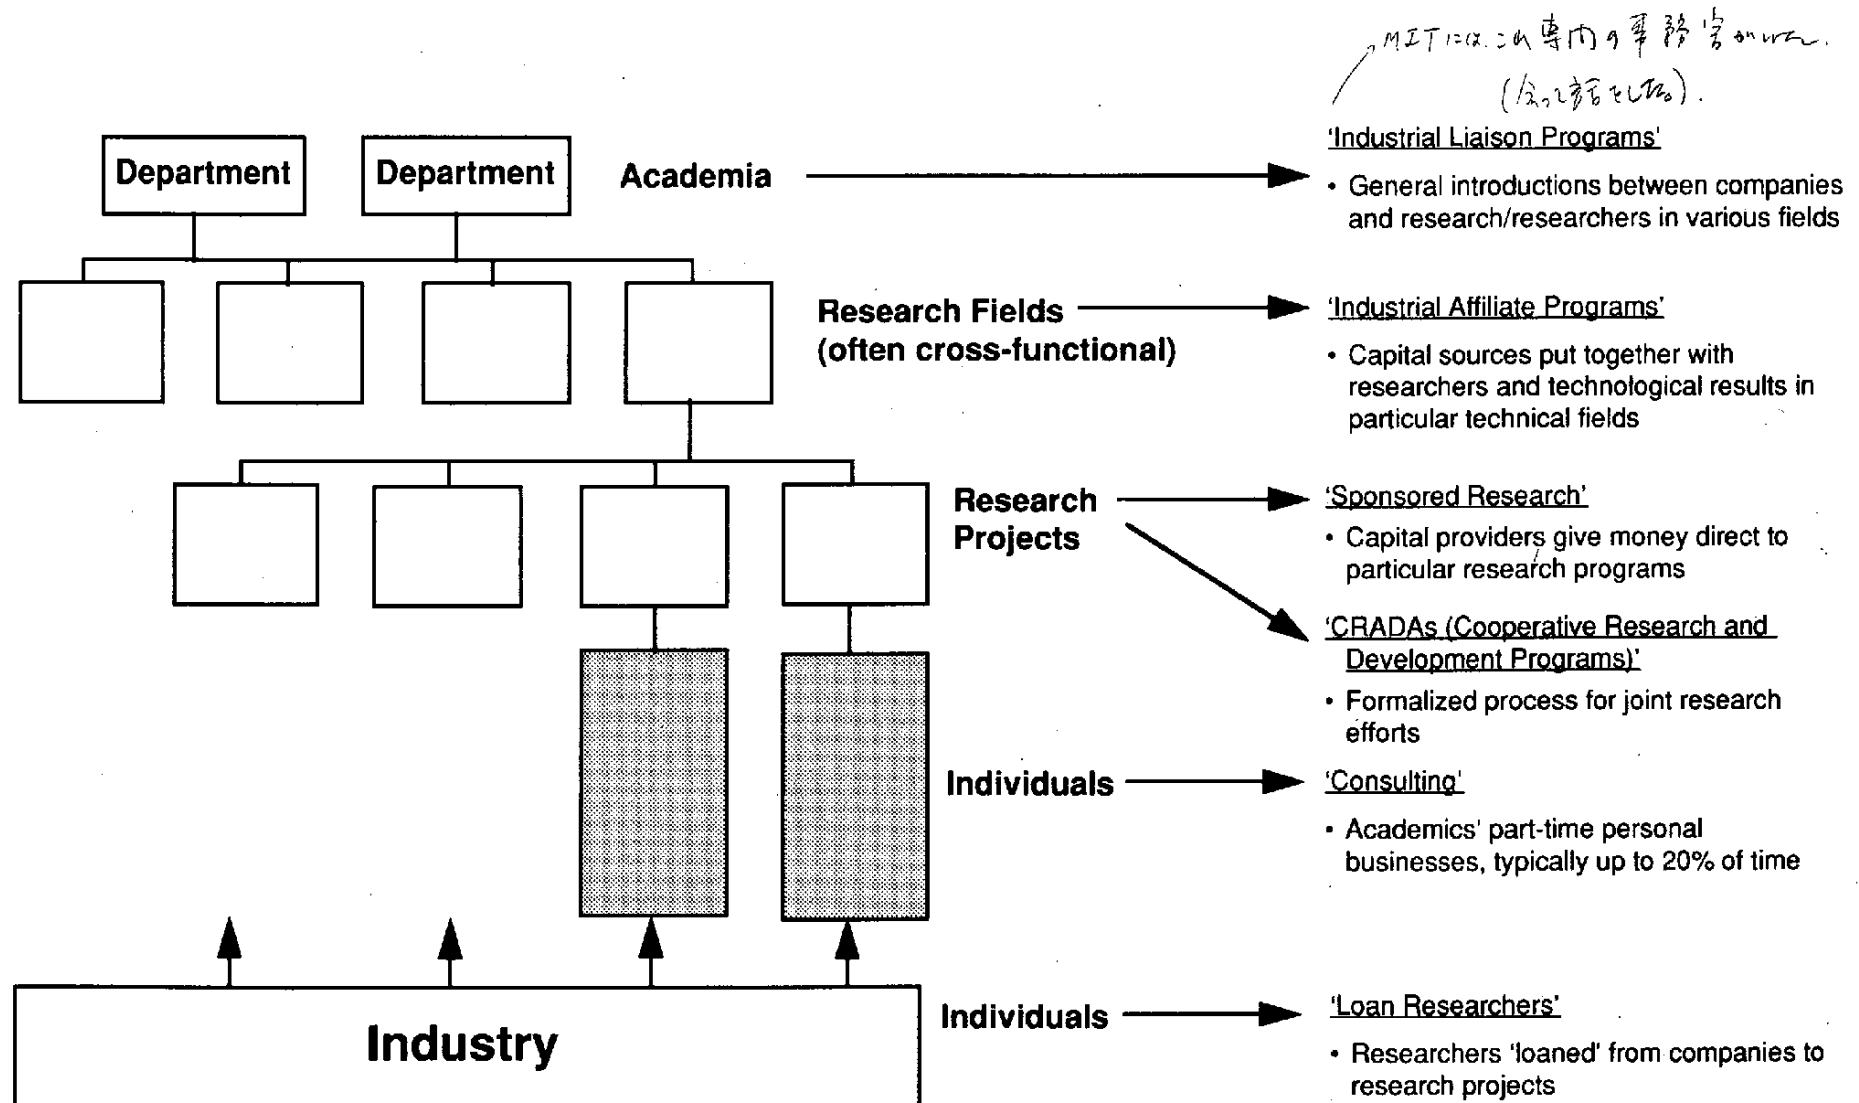 MITには、この専門の事務官がいた。
(会って話をした。).
Department
Department
Academia
'Industrial Liaison Programs'
• General introductions between companies
and research/researchers in various fields
Research Fields
(often cross-functional)
'Industrial Affiliate Programs'
• Capital sources put together with
researchers and technological results in
particular technical fields
Research
Projects
'Sponsored Research'
• Capital providers give money direct to
particular research programs
'CRADAs (Cooperative Research and
Development Programs)'
• Formalized process for joint research
efforts
Individuals
'Consulting'
• Academics' part-time personal
businesses, typically up to 20% of time
Industry
Individuals
'Loan Researchers'
• Researchers 'loaned' from companies to
research projects